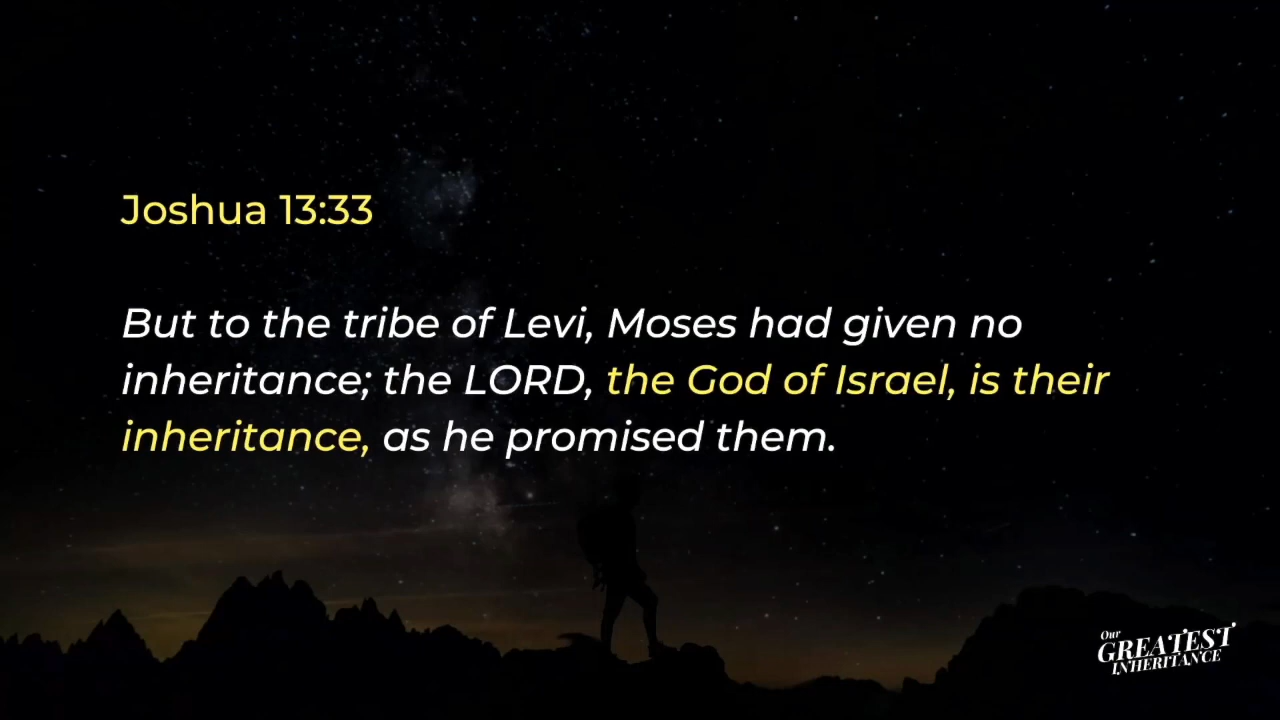 Joshua 13:33
But to the tribe of Levi, Moses had given no
inheritance; the LORD, the God of Israel, is their
inheritance, as he promised them.
Our
GREATEST
INHERITANCE